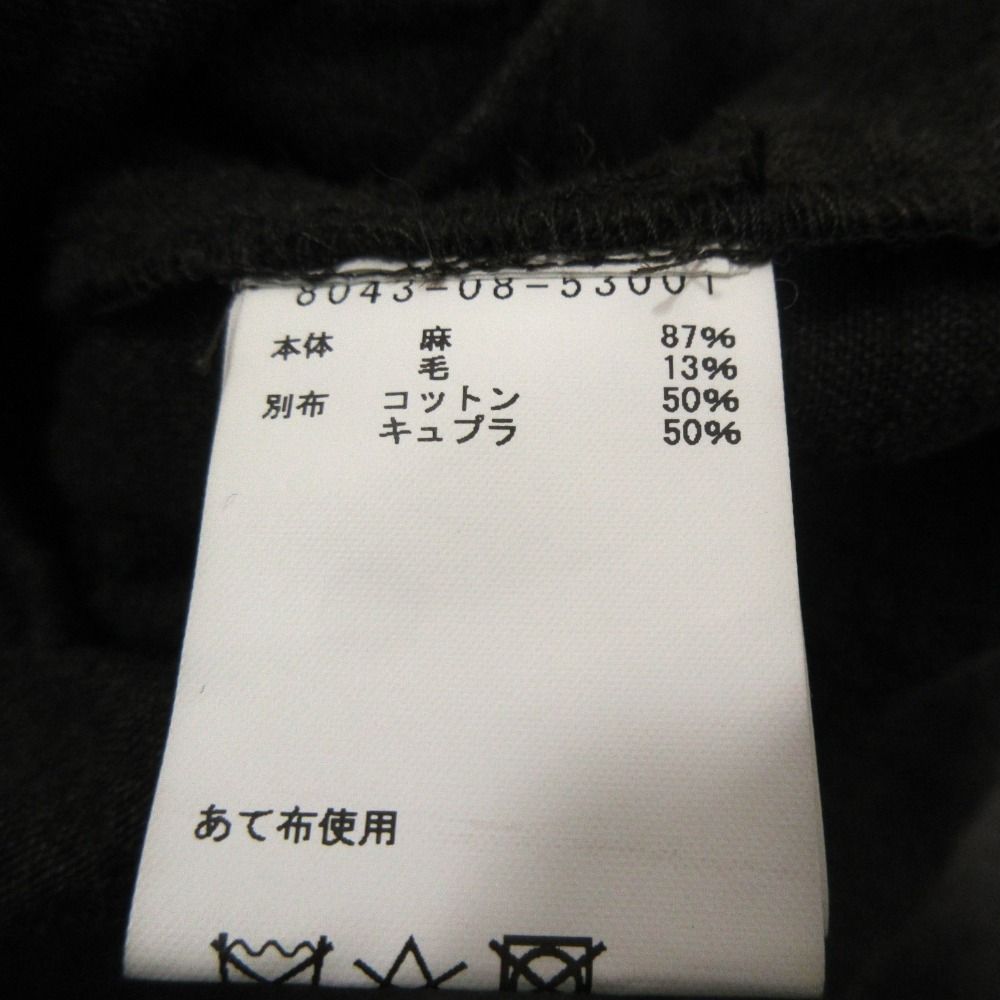 8043-08-53001
本体 麻 87%
毛 13%
別布 コットン 50%
キュプラ 50%
あて布使用